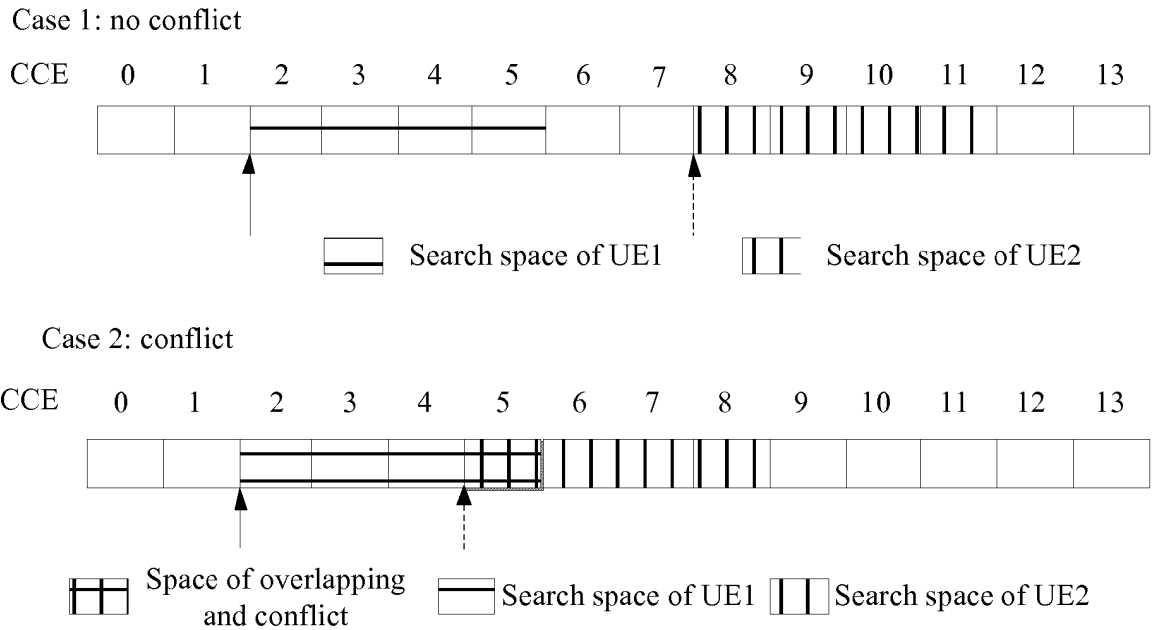 Case 1: no conflict
CCE 0 1 2 3 4 5 6 7 8 9 10 11 12 13
Search space of UE1 Search space of UE2
Case 2: conflict
CCE 0 1 2 3 4 5 6 7 8 9 10 11 12 13
Space of overlapping
and conflict Search space of UE1 Search space of UE2